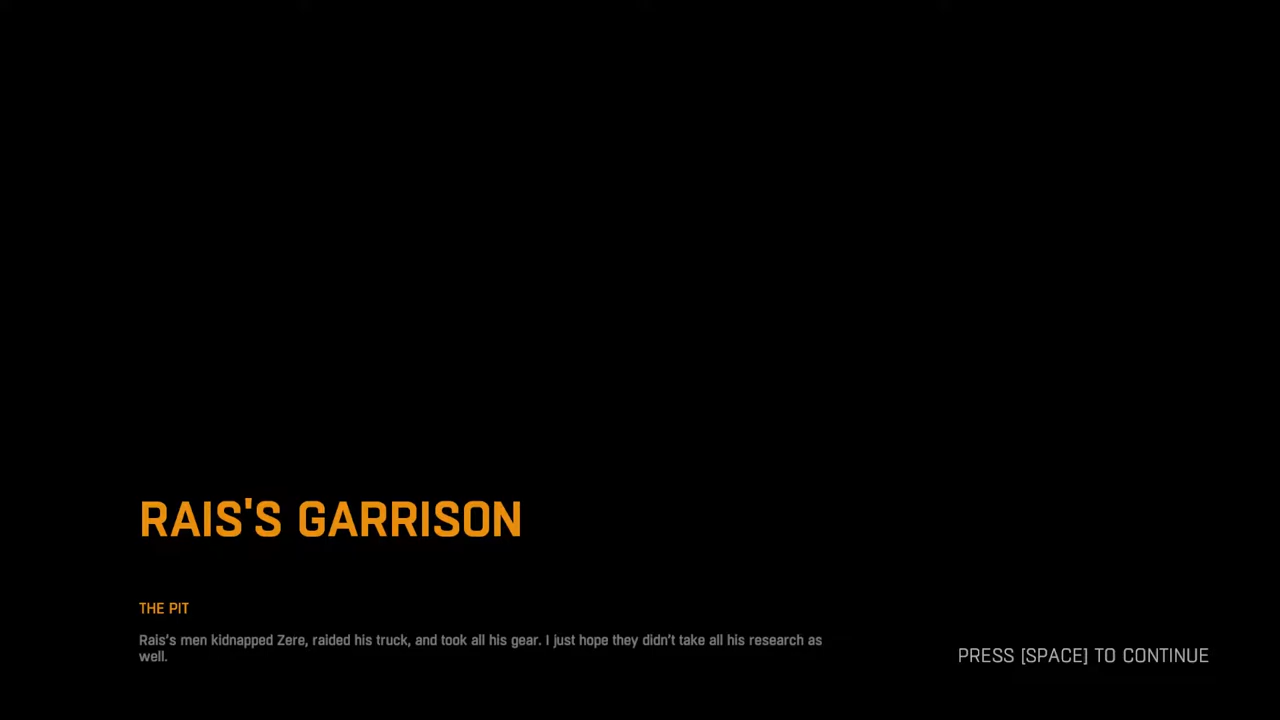 RAIS'S GARRISON
THE PIT
Rais's men kidnapped Zere, raided his truck, and took all his gear. I just hope they didn't take all his research as
well.
PRESS [SPACE] TO CONTINUE